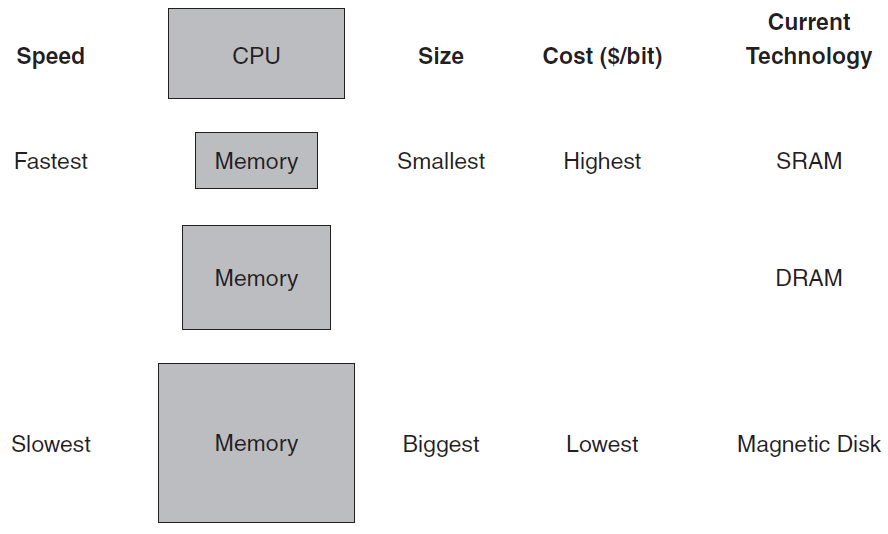 Speed CPU Size Cost ($/bit) Current
Technology
Fastest Memory Smallest Highest SRAM
Memory DRAM
Slowest Memory Biggest Lowest Magnetic Disk